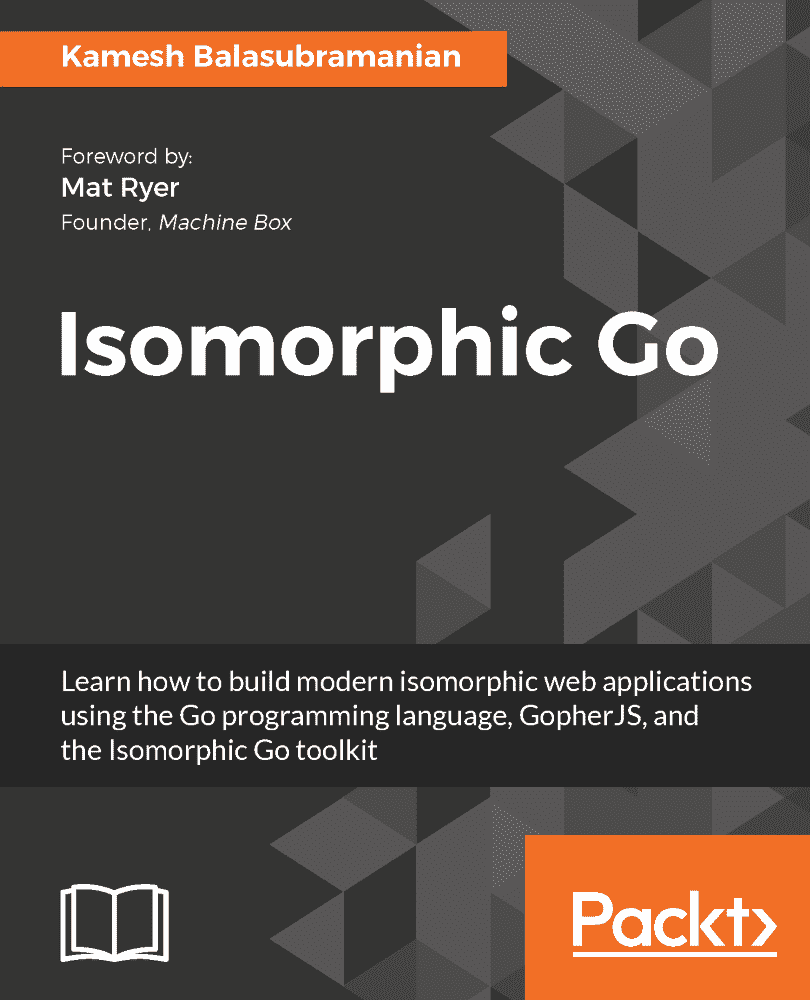 Kamesh Balasubramanian
Foreword by:
Mat Ryer
Founder, Machine Box
Isomorphic Go
Learn how to build modern isomorphic web applications
using the Go programming language, GopherJS, and
the Isomorphic Go toolkit
Packt>